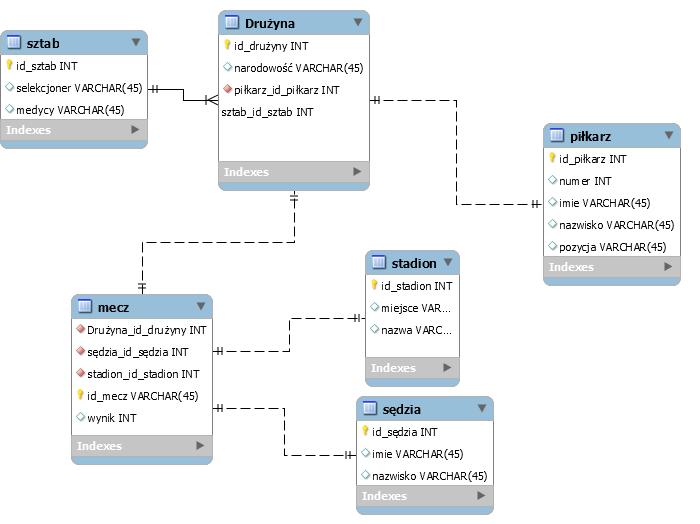 sztab
id_sztab INT
selekcjoner VARCHAR(45)
medycy VARCHAR(45)
Indexes
Drużyna
id_drużyny INT
narodowość VARCHAR(45)
piłkarz_id_piłkarz INT
sztab_id_sztab INT
Indexes
piłkarz
id_piłkarz INT
numer INT
imie VARCHAR(45)
nazwisko VARCHAR(45)
pozycja VARCHAR(45)
Indexes
stadion
id_stadion INT
miejsce VAR...
nazwa VARC...
Indexes
mecz
Drużyna_id_drużyny INT
sędzia_id_sędzia INT
stadion_id_stadion INT
id_mecz VARCHAR(45)
wynik INT
Indexes
sędzia
id_sędzia INT
imie VARCHAR(45)
nazwisko VARCHAR(45)
Indexes